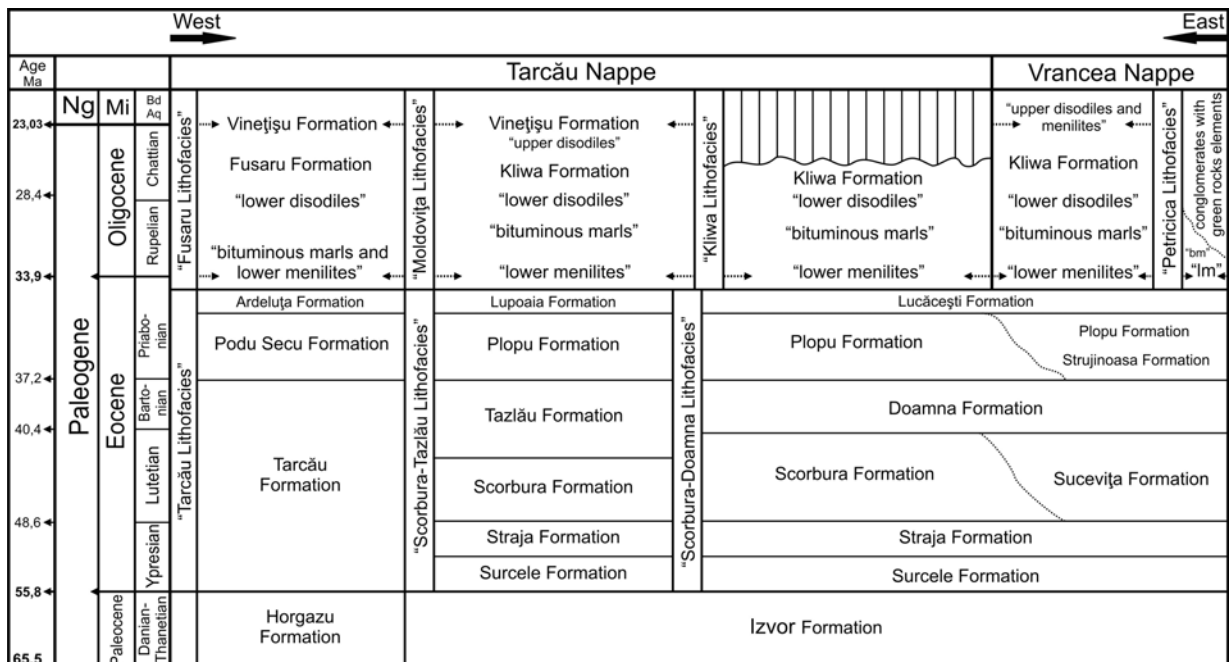 West
East
Age
Ma
Tarcău Nappe
Vrancea Nappe
Ng
Mi
Bd
Aq
23,03
28,4
33,9
37,2
40,4
48,6
55,8
65,5
Paleogene
Oligocene
Eocene
Paleocene
Chattian
Rupelian
Priabo-
nian
Barto-
nian
Lutetian
Ypresian
Danian-
Thanetian
"Fusaru Lithofacies"
"Tarcău Lithofacies"
Vineţişu Formation
Fusaru Formation
"lower disodiles"
"bituminous marls and
lower menilites"
Ardeluţa Formation
Podu Secu Formation
Tarcău
Formation
Horgazu
Formation
"Moldoviţa Lithofacies"
"Scorbura-Tazlău Lithofacies"
Vineţişu Formation
"upper disodiles"
Kliwa Formation
"lower disodiles"
"bituminous marls"
"lower menilites"
Lupoaia Formation
Plopu Formation
Tazlău
Formation
Scorbura Formation
Straja Formation
Surcele Formation
"Kliwa Lithofacies"
"Scorbura-Doamna Lithofacies"
Kliwa Formation
"lower disodiles"
"bituminous marls"
"lower menilites"
"upper disodiles and
menilites"
Kliwa Formation
"lower disodiles"
"bituminous marls"
"lower menilites"
"Petricica Lithofacies"
conglomerates with
green rocks elements
"bm"
"lm"
Lucăceşti Formation
Plopu Formation
Plopu Formation
Strujinoasa Formation
Doamna Formation
Scorbura Formation
Suceviţa Formation
Straja Formation
Surcele Formation
Izvor Formation